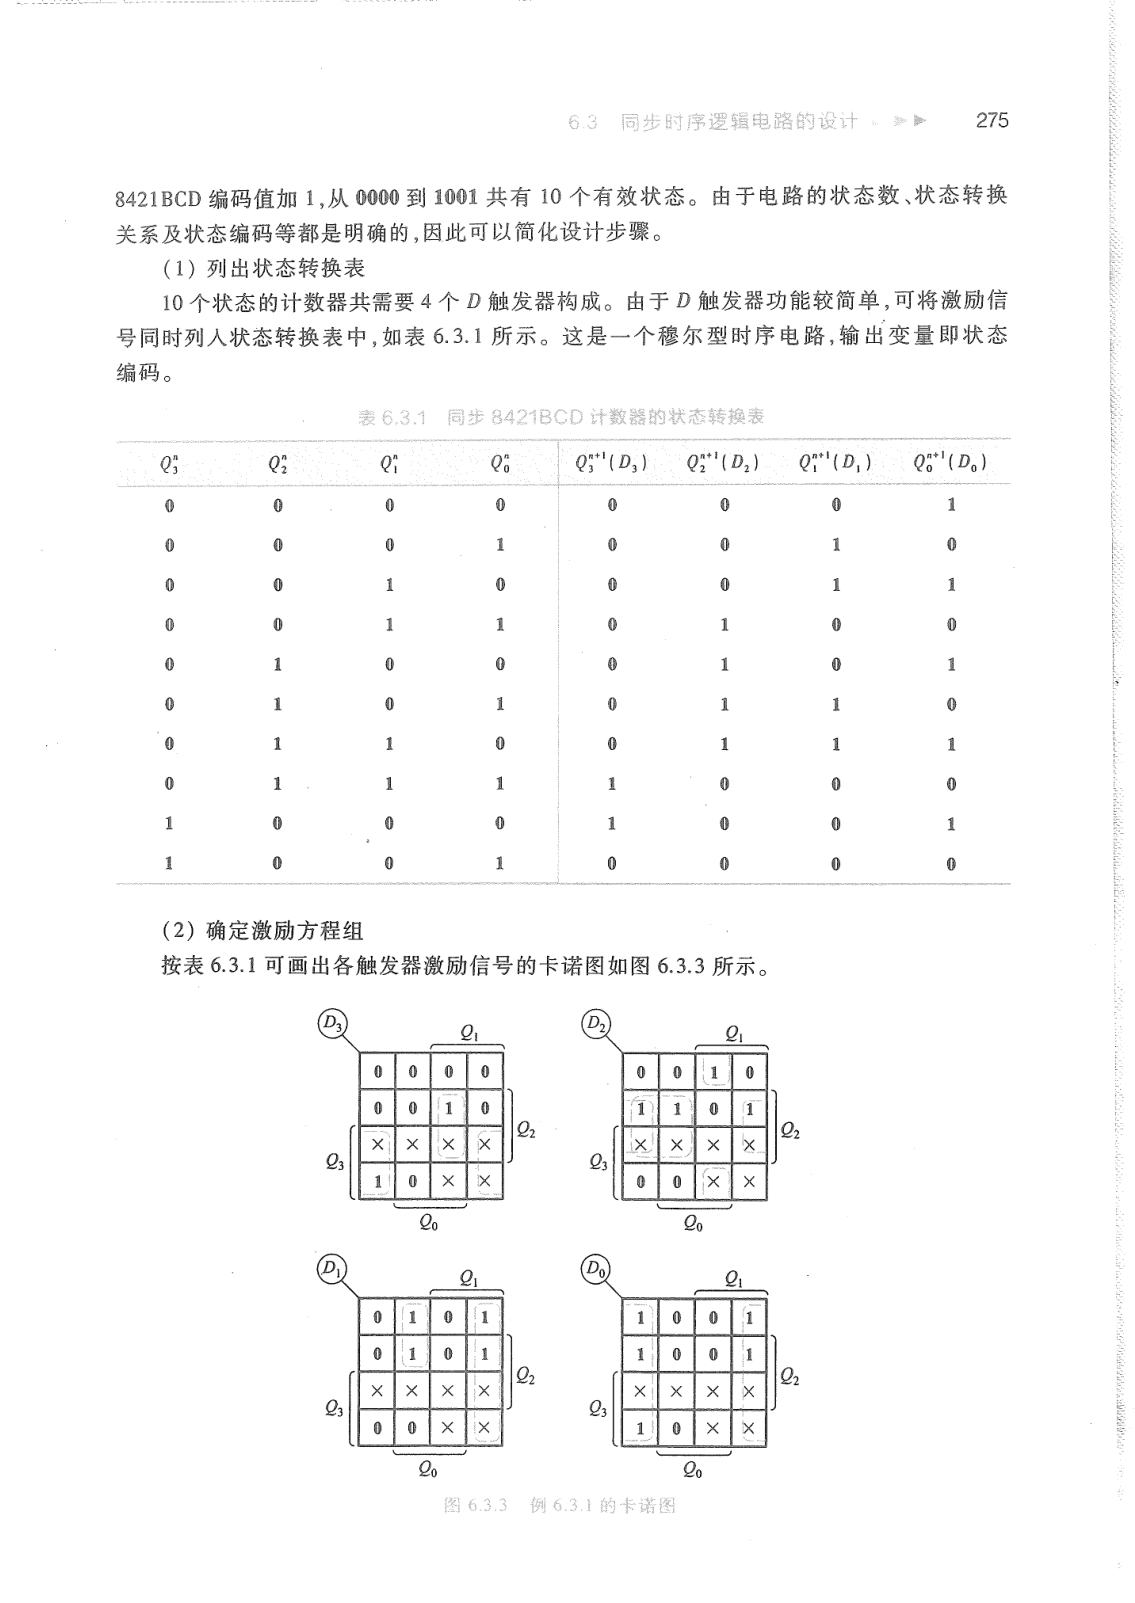 6.3 同步时序逻辑电路的设计 275
8421BCD 编码值加 1,从 0000 到 1001 共有 10 个有效状态。由于电路的状态数、状态转换
关系及状态编码等都是明确的,因此可以简化设计步骤。
(1) 列出状态转换表
10 个状态的计数器共需要 4 个 D 触发器构成。由于 D 触发器功能较简单,可将激励信
号同时列入状态转换表中,如表 6.3.1 所示。这是一个穆尔型时序电路,输出变量即状态
编码。
表 6.3.1 同步 8421BCD 计数器的状态转换表
Q₃ⁿ Q₂ⁿ Q₁ⁿ Q₀ⁿ Q₃ⁿ⁺¹(D₃) Q₂ⁿ⁺¹(D₂) Q₁ⁿ⁺¹(D₁) Q₀ⁿ⁺¹(D₀)
0 0 0 0 0 0 0 1
0 0 0 1 0 0 1 0
0 0 1 0 0 0 1 1
0 0 1 1 0 1 0 0
0 1 0 0 0 1 0 1
0 1 0 1 0 1 1 0
0 1 1 0 0 1 1 1
0 1 1 1 1 0 0 0
1 0 0 0 1 0 0 1
1 0 0 1 0 0 0 0
(2) 确定激励方程组
按表 6.3.1 可画出各触发器激励信号的卡诺图如图 6.3.3 所示。
D₃ Q₁
0 0 0 0
0 0 1 0
Q₂
× × × ×
Q₃
1 0 × ×
Q₀
D₂ Q₁
0 0 1 0
1 1 0 1
Q₂
× × × ×
Q₃
0 0 × ×
Q₀
D₁ Q₁
0 1 0 1
0 1 0 1
Q₂
× × × ×
Q₃
0 0 × ×
Q₀
D₀ Q₁
1 0 0 1
1 0 0 1
Q₂
× × × ×
Q₃
1 0 × ×
Q₀
图 6.3.3 例 6.3.1 的卡诺图